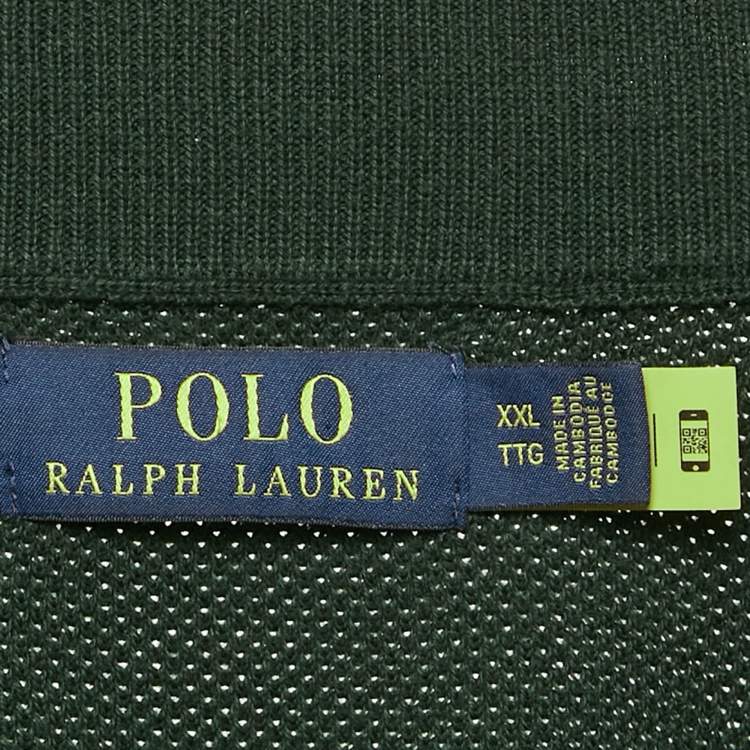 POLO
RALPH LAUREN
XXL
TTG
MADE IN
CAMBODIA
FABRIQUÉ AU
CAMBODGE